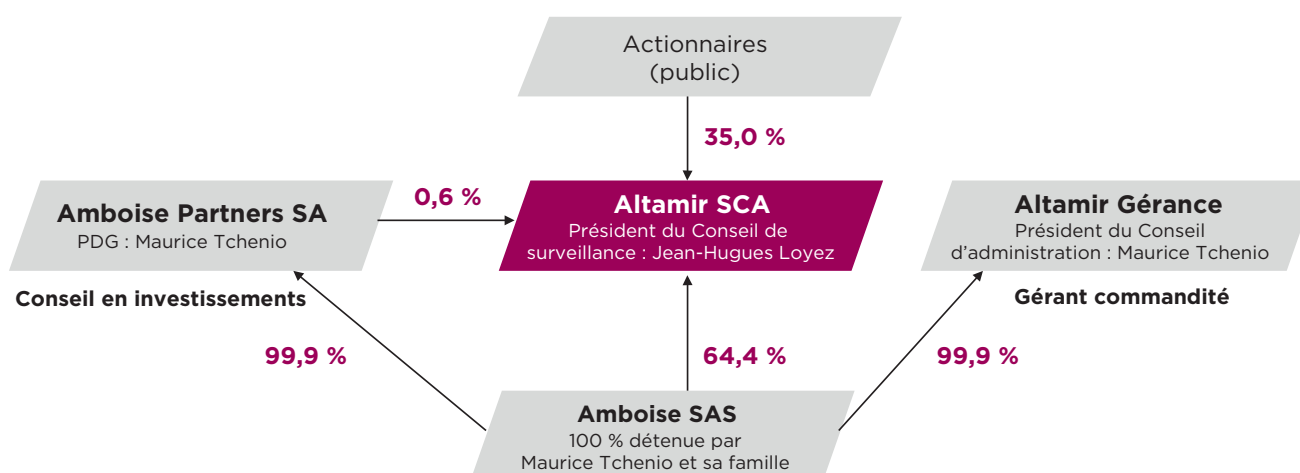 Actionnaires
(public)
35,0 %
Amboise Partners SA
PDG : Maurice Tchenio
0,6 %
Altamir SCA
Président du Conseil de
surveillance : Jean-Hugues Loyez
Altamir Gérance
Président du Conseil
d'administration : Maurice Tchenio
Conseil en investissements
Gérant commandité
99,9 %
64,4 %
99,9 %
Amboise SAS
100 % détenue par
Maurice Tchenio et sa famille